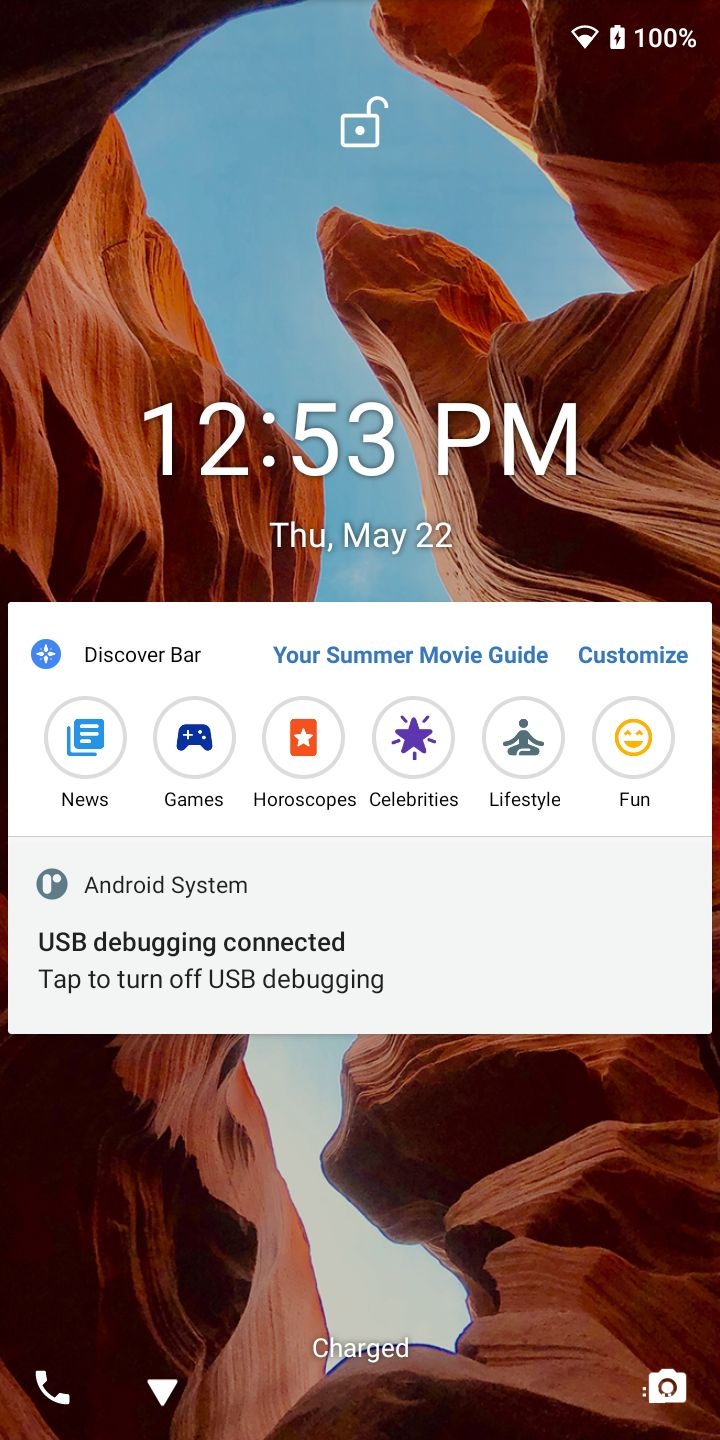 100%
12:53 PM
Thu, May 22
Discover Bar Your Summer Movie Guide Customize
News Games Horoscopes Celebrities Lifestyle Fun
Android System
USB debugging connected
Tap to turn off USB debugging
Charged